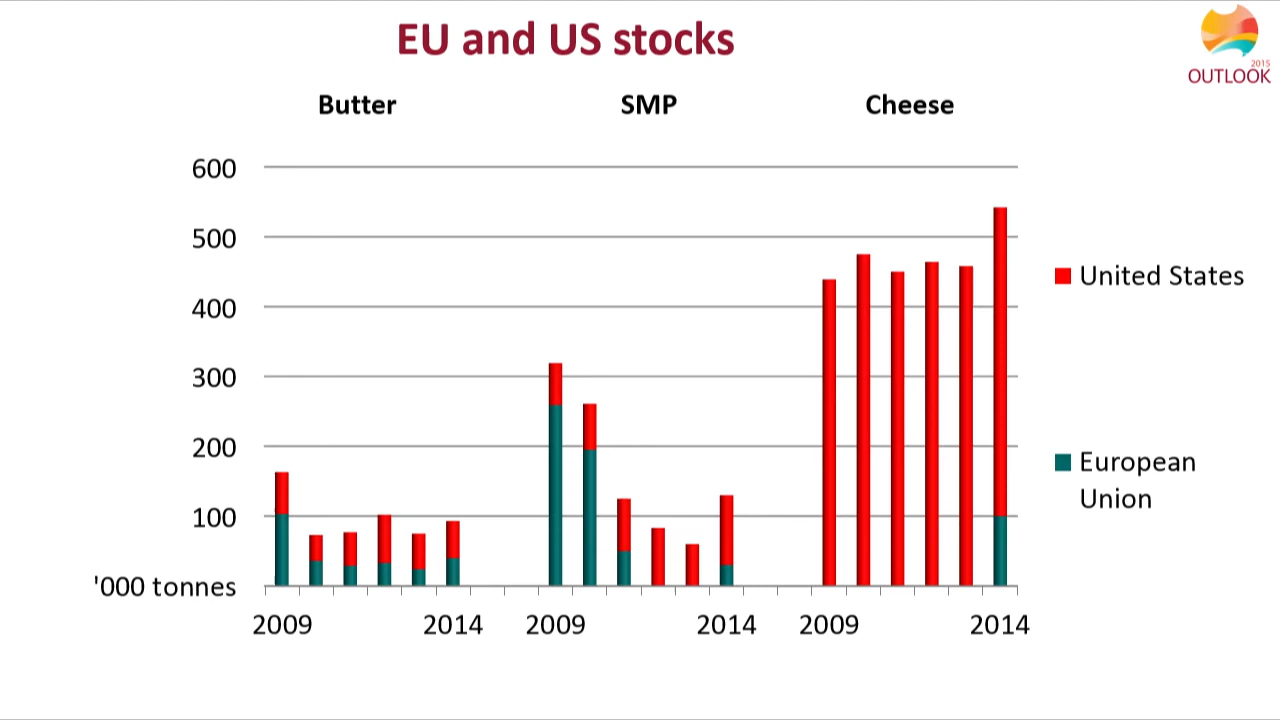 EU and US stocks
2015
OUTLOOK
Butter SMP Cheese
600
500
400
300
200
100
'000 tonnes
United States
European
Union
2009 2014 2009 2014 2009 2014